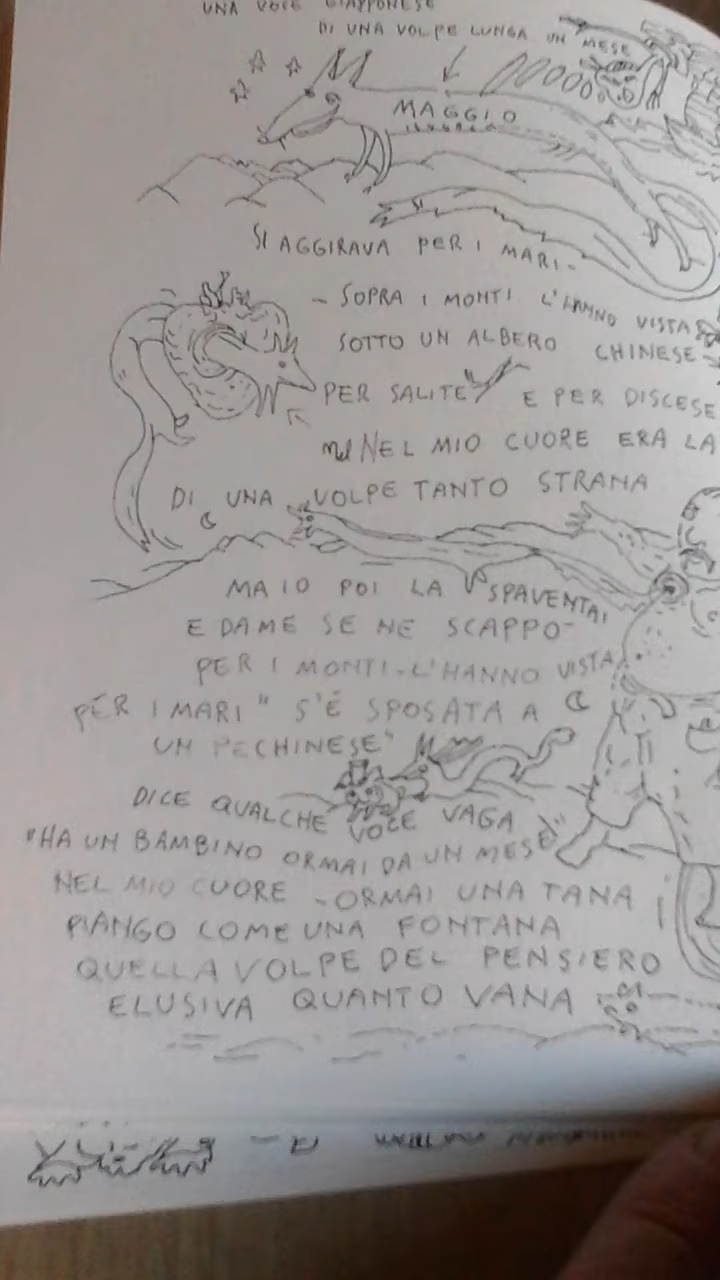 UNA VOCE GIAPPONESE
DI UNA VOLPE LUNGA UN MESE
MAGGIO
SI AGGIRAVA PER I MARI-
- SOPRA I MONTI L'HANNO VISTA
SOTTO UN ALBERO CHINESE
PER SALITE E PER DISCESE
NEL MIO CUORE ERA LA
DI UNA VOLPE TANTO STRANA
MA IO POI LA SPAVENTAI
E DA ME SE NE SCAPPO-
PER I MONTI-L'HANNO VISTA
PER I MARI "S'È SPOSATA A
UN PECHINESE"
DICE QUALCHE VOCE VAGA
"HA UN BAMBINO ORMAI DA UN MESE"
NEL MIO CUORE - ORMAI UNA TANA
PIANGO COME UNA FONTANA
QUELLA VOLPE DEL PENSIERO
ELUSIVA QUANTO VANA